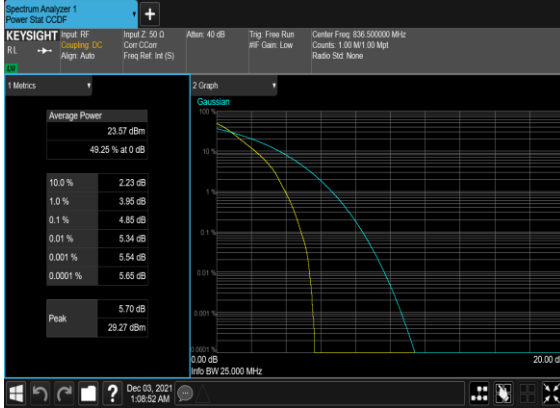 Spectrum Analyzer 1
Power Stat CCDF
+
KEYSIGHT
RL
LV
Input: RF
Coupling: DC
Align: Auto
Input Z: 50 Ω
Corr CCorr
Freq Ref: Int (S)
Atten: 40 dB
Trig: Free Run
#IF Gain: Low
Center Freq: 836.500000 MHz
Counts: 1.00 M/1.00 Mpt
Radio Std: None
1 Metrics
Average Power
23.57 dBm
49.25 % at 0 dB
10.0 % 2.23 dB
1.0 % 3.95 dB
0.1 % 4.85 dB
0.01 % 5.34 dB
0.001 % 5.54 dB
0.0001 % 5.65 dB
Peak
5.70 dB
29.27 dBm
2 Graph
Gaussian
100 %
10 %
1 %
0.1 %
0.01 %
0.001 %
0.0001 %
0.00 dB
20.00 d
Info BW 25.000 MHz
?
Dec 03, 2021
1:08:52 AM